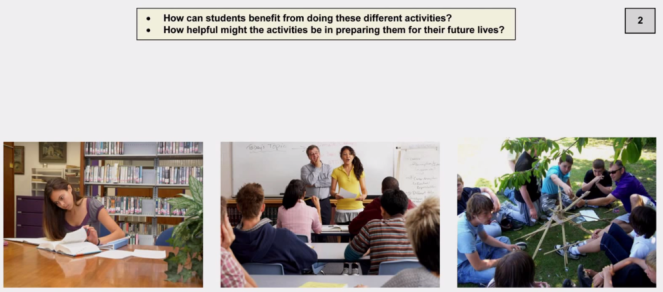 • How can students benefit from doing these different activities?
• How helpful might the activities be in preparing them for their future lives?
2